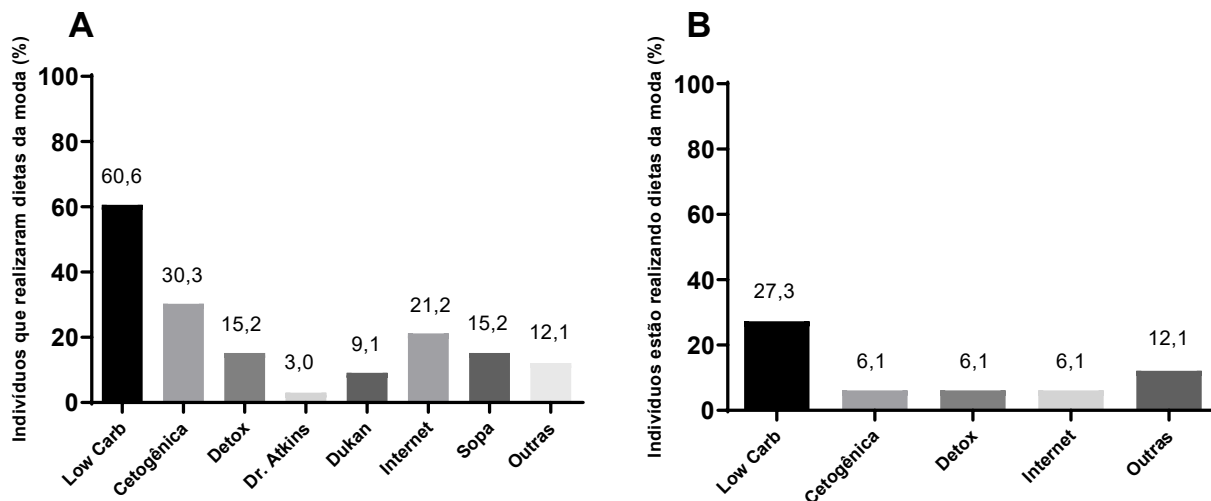 A
Indivíduos que realizaram dietas da moda (%)
100
80
60
40
20
0
60,6
30,3
15,2
3,0
9,1
21,2
15,2
12,1
Low Carb
Cetogênica
Detox
Dr. Atkins
Dukan
Internet
Sopa
Outras
B
Indivíduos estão realizando dietas da moda (%)
100
80
60
40
20
0
27,3
6,1
6,1
6,1
12,1
Low Carb
Cetogênica
Detox
Internet
Outras